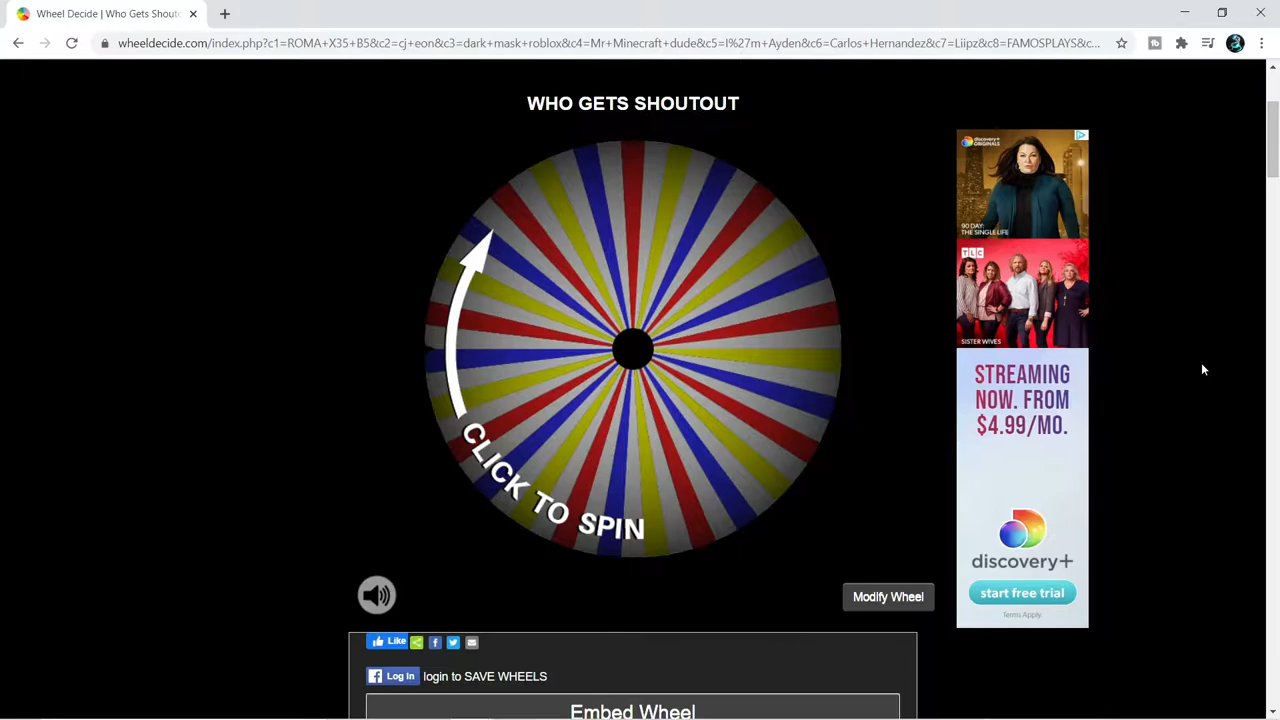 Wheel Decide | Who Gets Shouto
wheeldecide.com/index.php?c1=ROMA+X35+B5&c2=cj+eon&c3=dark+mask+roblox&c4=Mr+Minecraft+dude&c5=I%27m+Ayden&c6=Carlos+Hernandez&c7=Liipz&c8=FAMOSPLAYS&c...
WHO GETS SHOUTOUT
discovery+
ORIGINALS
90 DAY:
THE SINGLE LIFE
TLC
SISTER WIVES
STREAMING
NOW. FROM
$4.99/MO.
discovery+
start free trial
Terms Apply.
CLICK TO SPIN
Modify Wheel
Like
Log in login to SAVE WHEELS
Embed Wheel